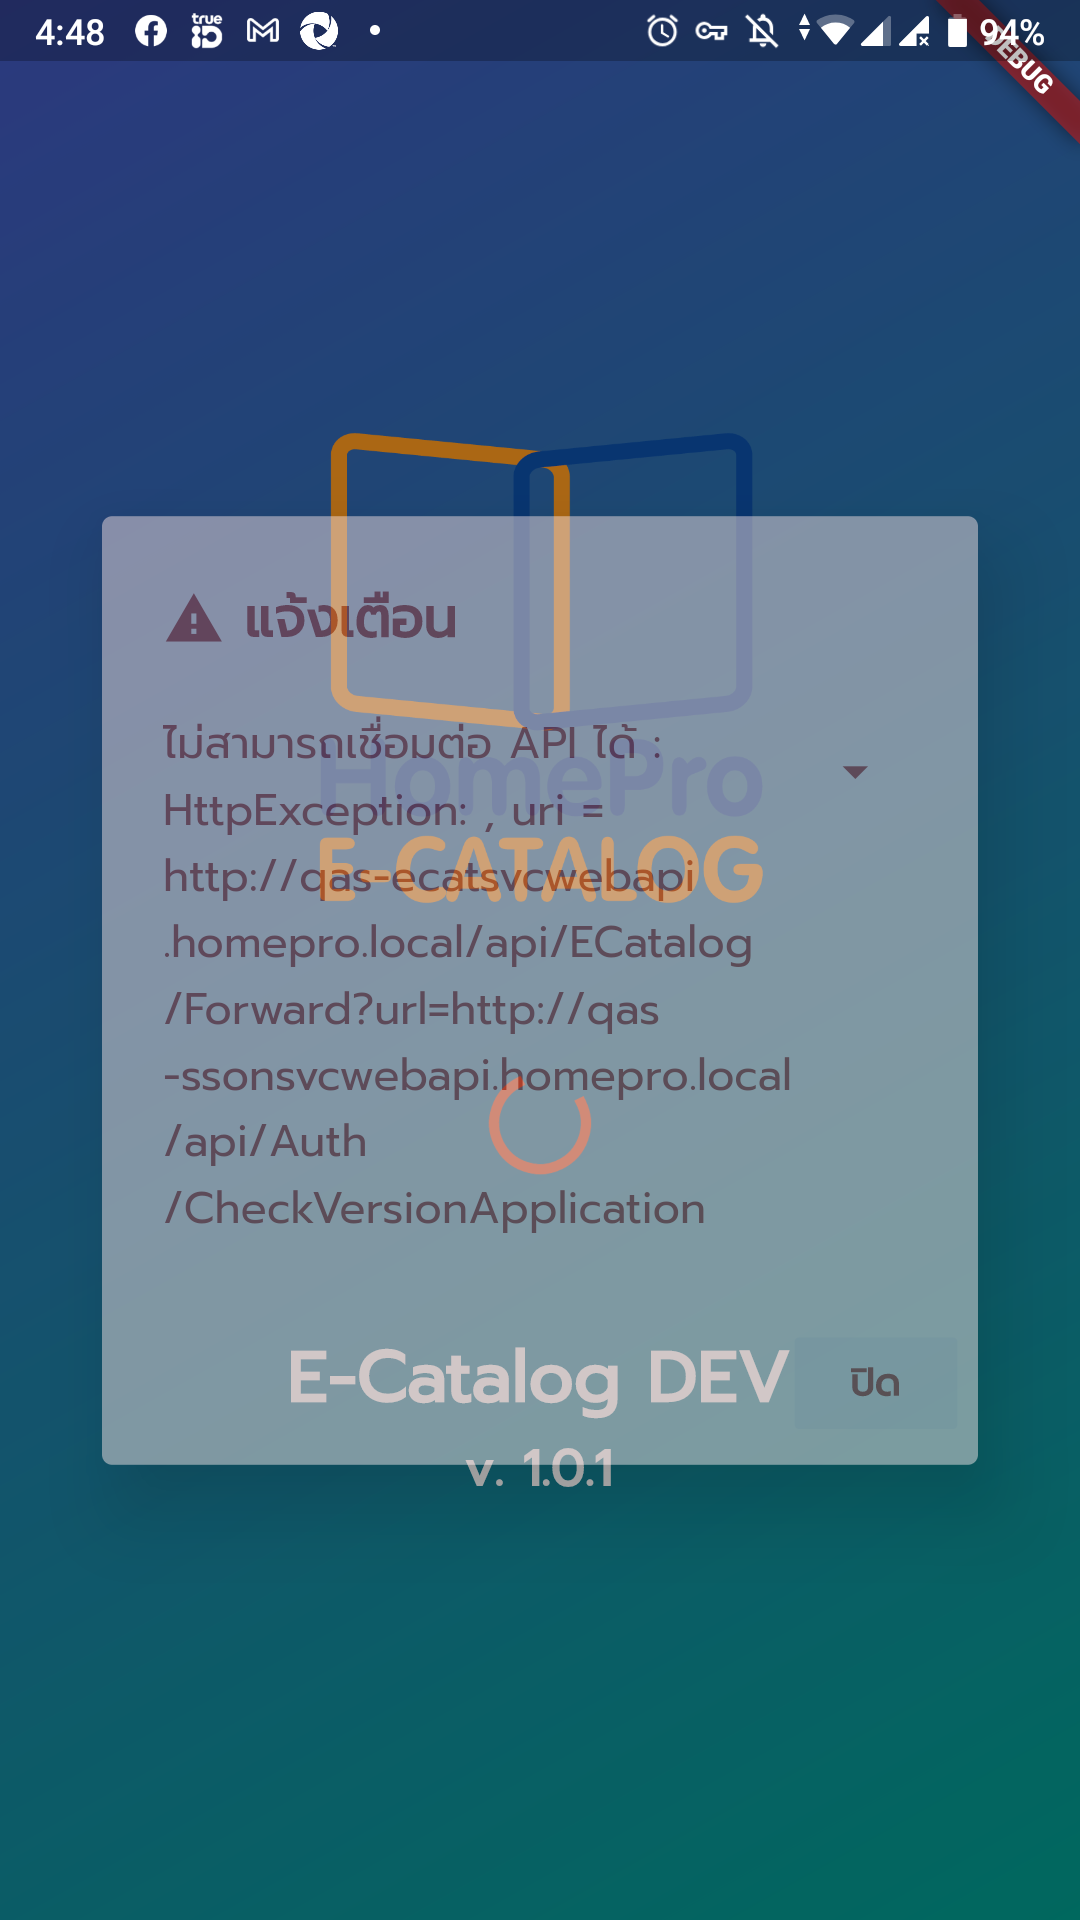 4:48
true
iD
94%
DEBUG
แจ้งเตือน
ไม่สามารถเชื่อมต่อ API ได้ :
HttpException: , uri =
http://qas-ecatsvcwebapi
.homepro.local/api/ECatalog
/Forward?url=http://qas
-ssonsvcwebapi.homepro.local
/api/Auth
/CheckVersionApplication
HomePro
E-CATALOG
E-Catalog DEV
ปิด
v. 1.0.1